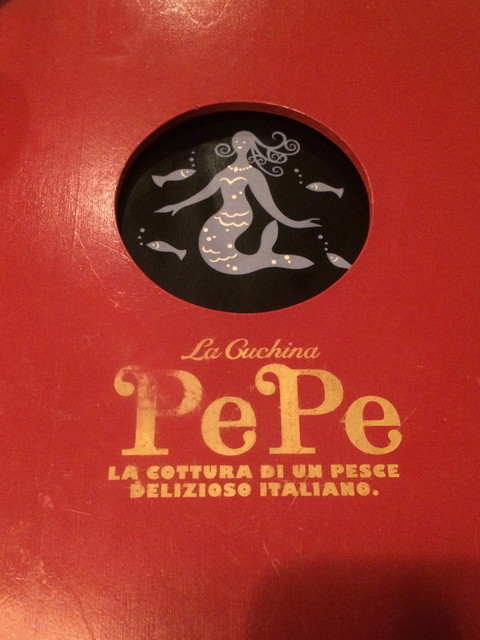 La Cuchina
PePe
LA COTTURA DI UN PESCE
DELIZIOSO ITALIANO.